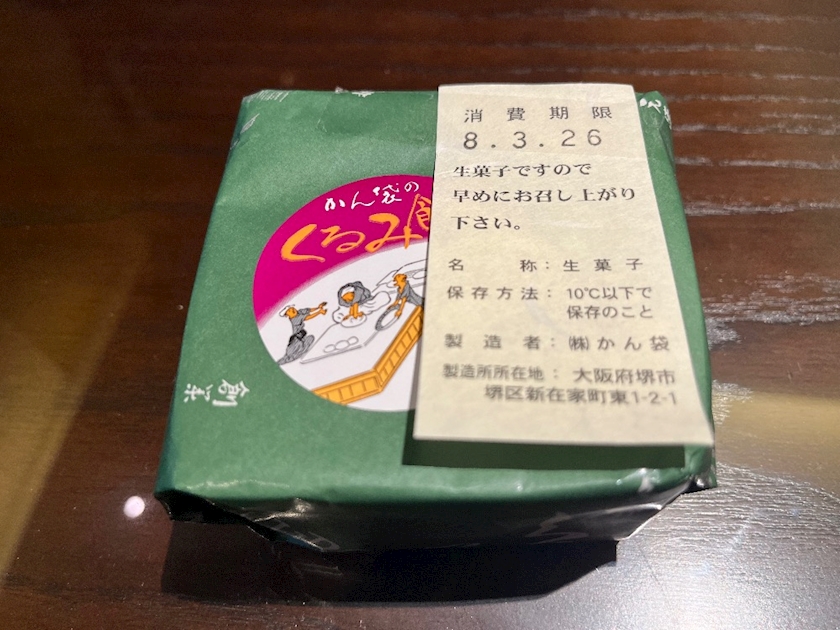 かん袋の
くるみ餅
消費期限
8.3.26
生菓子ですので
早めにお召し上がり
下さい。
名 称：生菓子
保存方法：10℃以下で
保存のこと
製造者：㈱かん袋
製造所所在地：大阪府堺市
堺区新在家町東1-2-1